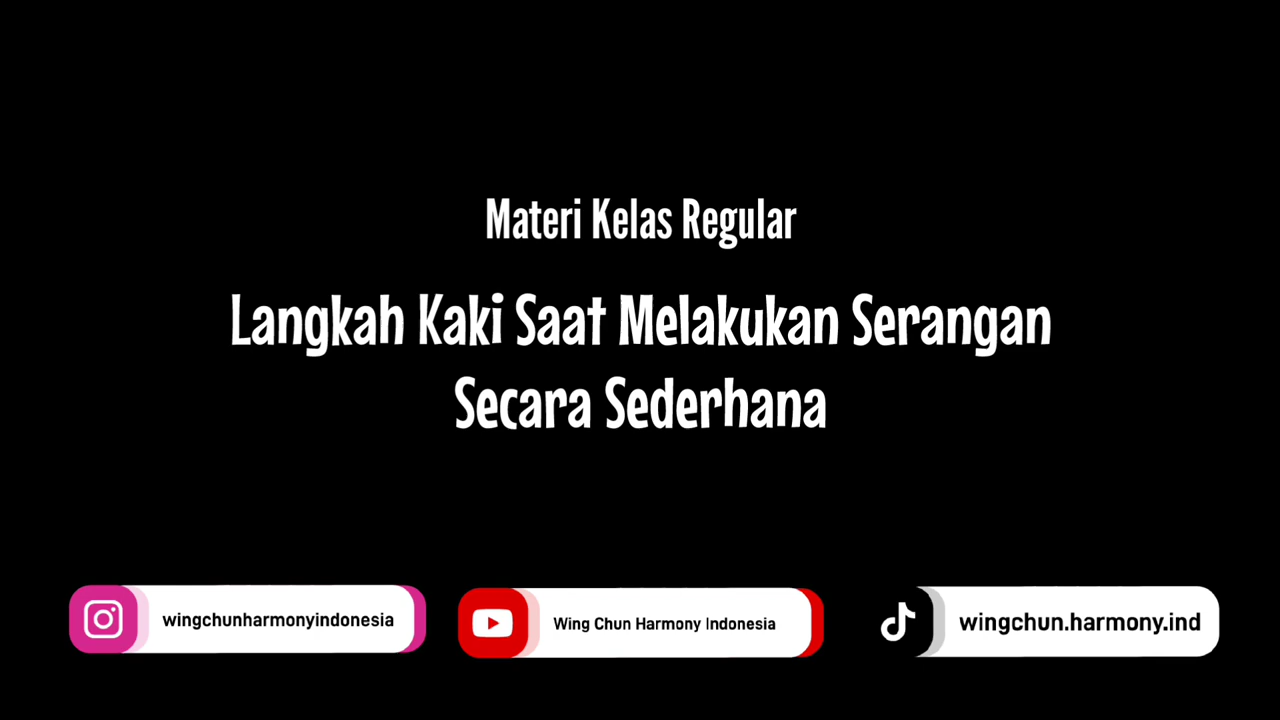 Materi Kelas Regular
Langkah Kaki Saat Melakukan Serangan
Secara Sederhana
wingchunharmonyindonesia
Wing Chun Harmony Indonesia
wingchun.harmony.ind